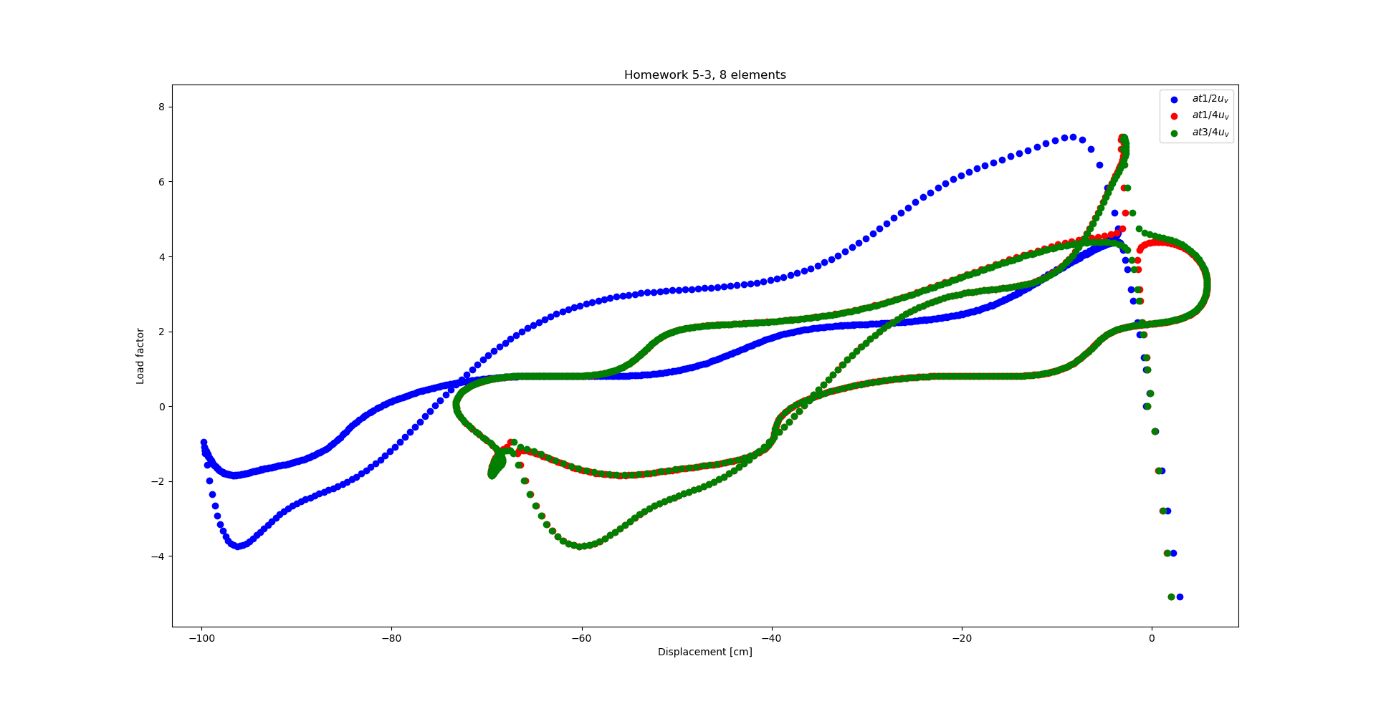 Homework 5-3, 8 elements
at1/2u_v
at1/4u_v
at3/4u_v
Load factor
8
6
4
2
0
−2
−4
−100
−80
−60
−40
−20
0
Displacement [cm]